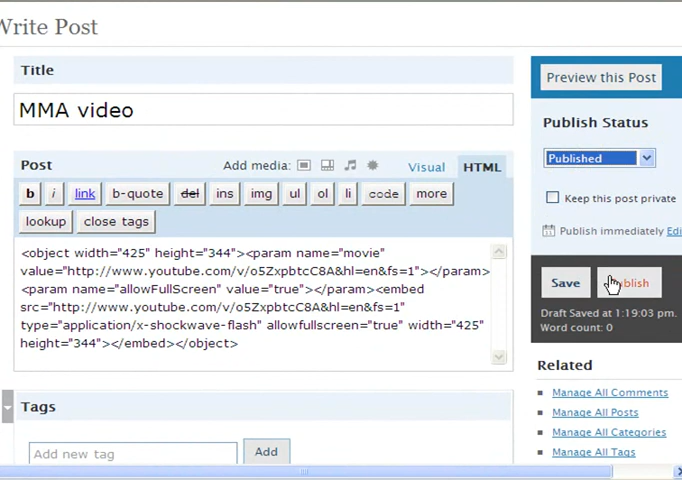 Write Post
Title
MMA video
Post
Add media:
Visual
HTML
b
i
link
b-quote
del
ins
img
ul
ol
li
code
more
lookup
close tags
<object width="425" height="344"><param name="movie"
value="http://www.youtube.com/v/o5ZxpbtcC8A&hl=en&fs=1"></param>
<param name="allowFullScreen" value="true"></param><embed
src="http://www.youtube.com/v/o5ZxpbtcC8A&hl=en&fs=1"
type="application/x-shockwave-flash" allowfullscreen="true" width="425"
height="344"></embed></object>
Tags
Add new tag
Add
Preview this Post
Publish Status
Published
Keep this post private
Publish immediately Edi
Save
Publish
Draft Saved at 1:19:03 pm.
Word count: 0
Related
Manage All Comments
Manage All Posts
Manage All Categories
Manage All Tags